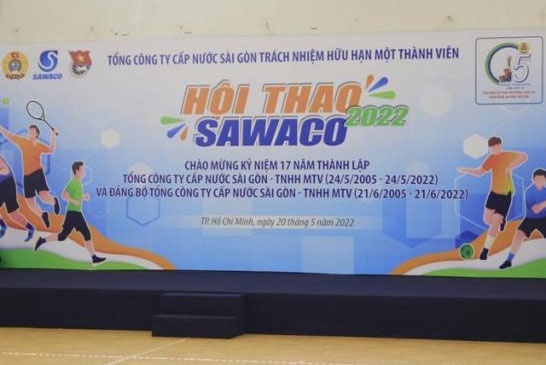 TỔNG CÔNG TY CẤP NƯỚC SÀI GÒN TRÁCH NHIỆM HỮU HẠN MỘT THÀNH VIÊN
SAWACO
HỘI THAO
SAWACO 2022
CHÀO MỪNG KỶ NIỆM 17 NĂM THÀNH LẬP
TỔNG CÔNG TY CẤP NƯỚC SÀI GÒN - TNHH MTV (24/5/2005 - 24/5/2022)
VÀ ĐẢNG BỘ TỔNG CÔNG TY CẤP NƯỚC SÀI GÒN - TNHH MTV (21/6/2005 - 21/6/2022)
TP. Hồ Chí Minh, ngày 20 tháng 5 năm 2022